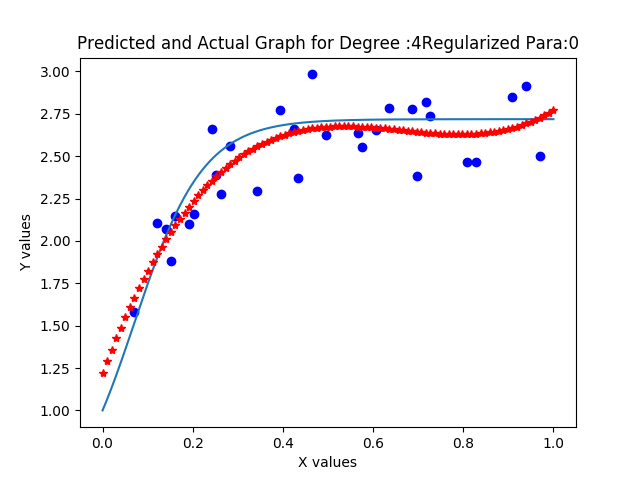 Predicted and Actual Graph for Degree :4Regularized Para:0
3.00
2.75
2.50
2.25
2.00
1.75
1.50
1.25
1.00
Y values
0.0 0.2 0.4 0.6 0.8 1.0
X values